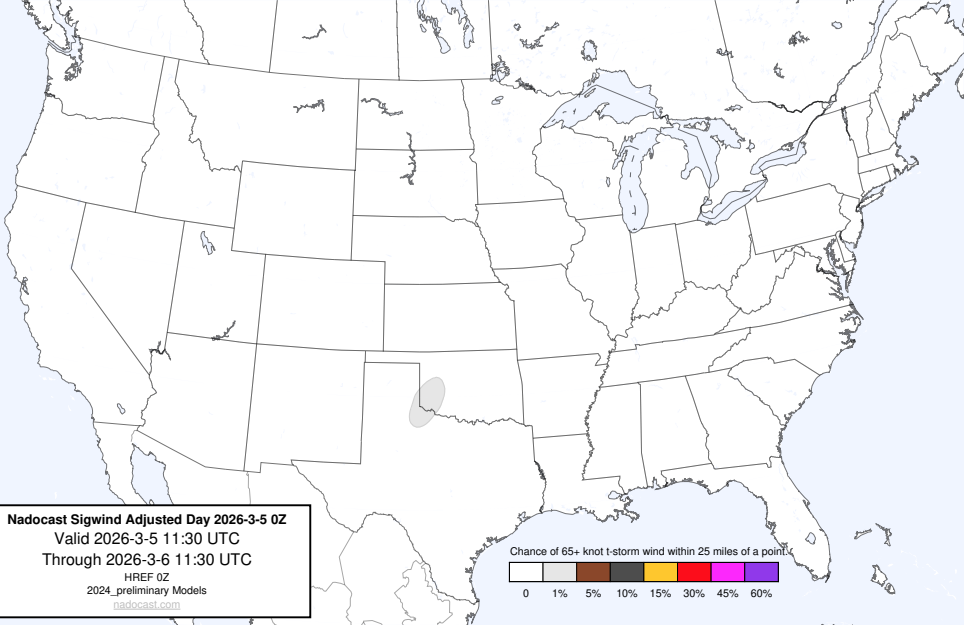 Nadocast Sigwind Adjusted Day 2026-3-5 0Z
Valid 2026-3-5 11:30 UTC
Through 2026-3-6 11:30 UTC
HREF 0Z
2024_preliminary Models
nadocast.com
Chance of 65+ knot t-storm wind within 25 miles of a point.
0 1% 5% 10% 15% 30% 45% 60%